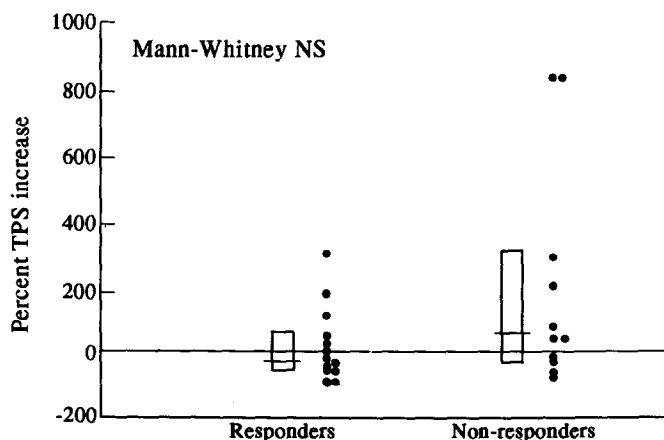 Mann-Whitney NS
Percent TPS increase
1000
800
600
400
200
0
-200
Responders
Non-responders